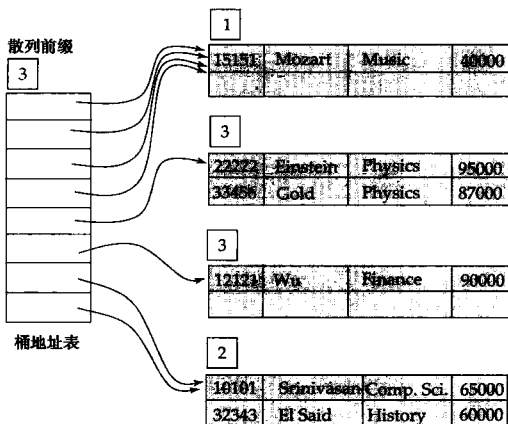 散列前缀
3
1
15151 Mozart Music 40000
3
22222 Einstein Physics 95000
33456 Gold Physics 87000
3
12121 Wu Finance 90000
桶地址表
2
10101 Srinivasan Comp. Sci. 65000
32343 El Said History 60000